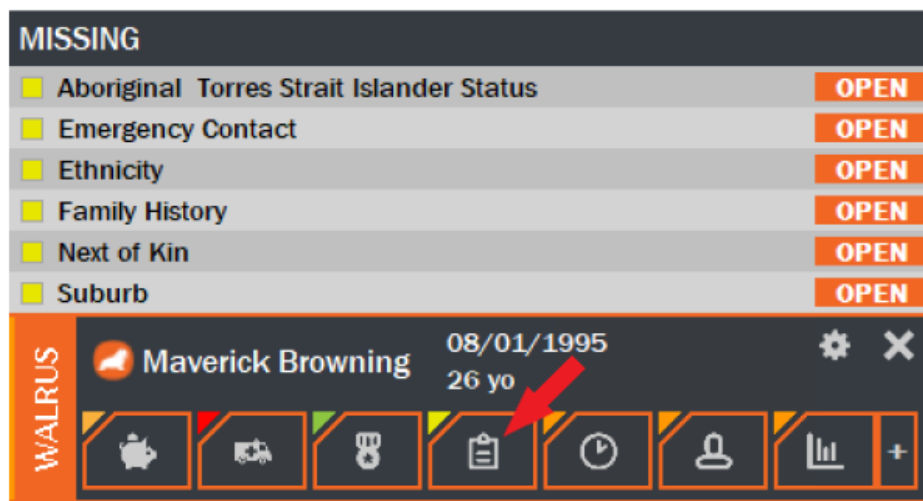 MISSING
Aboriginal Torres Strait Islander Status OPEN
Emergency Contact OPEN
Ethnicity OPEN
Family History OPEN
Next of Kin OPEN
Suburb OPEN
WALRUS
Maverick Browning
08/01/1995
26 yo
+